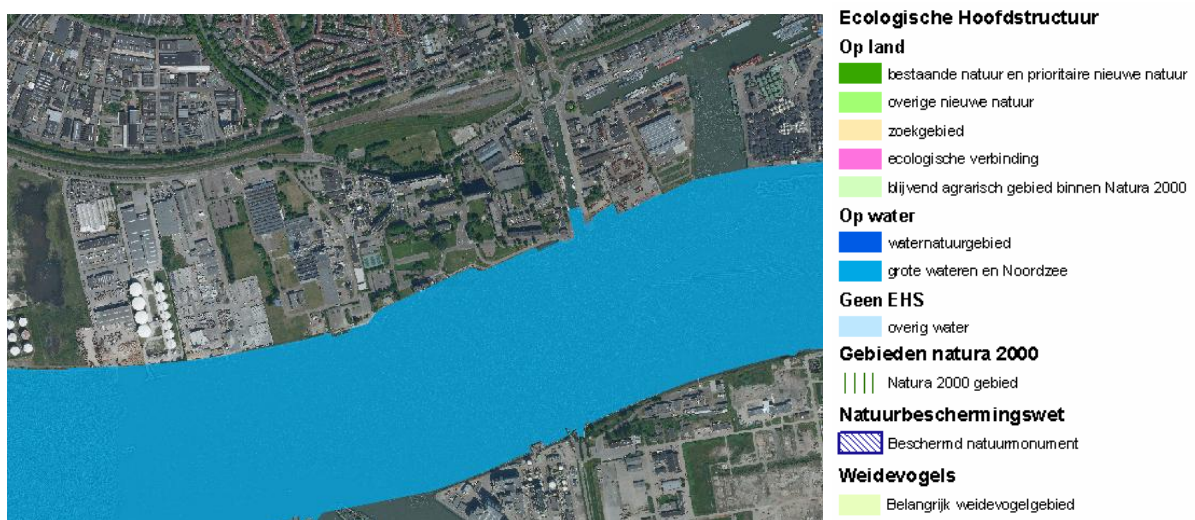 Ecologische Hoofdstructuur
Op land
bestaande natuur en prioritaire nieuwe natuur
overige nieuwe natuur
zoekgebied
ecologische verbinding
blijvend agrarisch gebied binnen Natura 2000
Op water
waternatuurgebied
grote wateren en Noordzee
Geen EHS
overig water
Gebieden natura 2000
Natura 2000 gebied
Natuurbeschermingswet
Beschermd natuurmonument
Weidevogels
Belangrijk weidevogelgebied